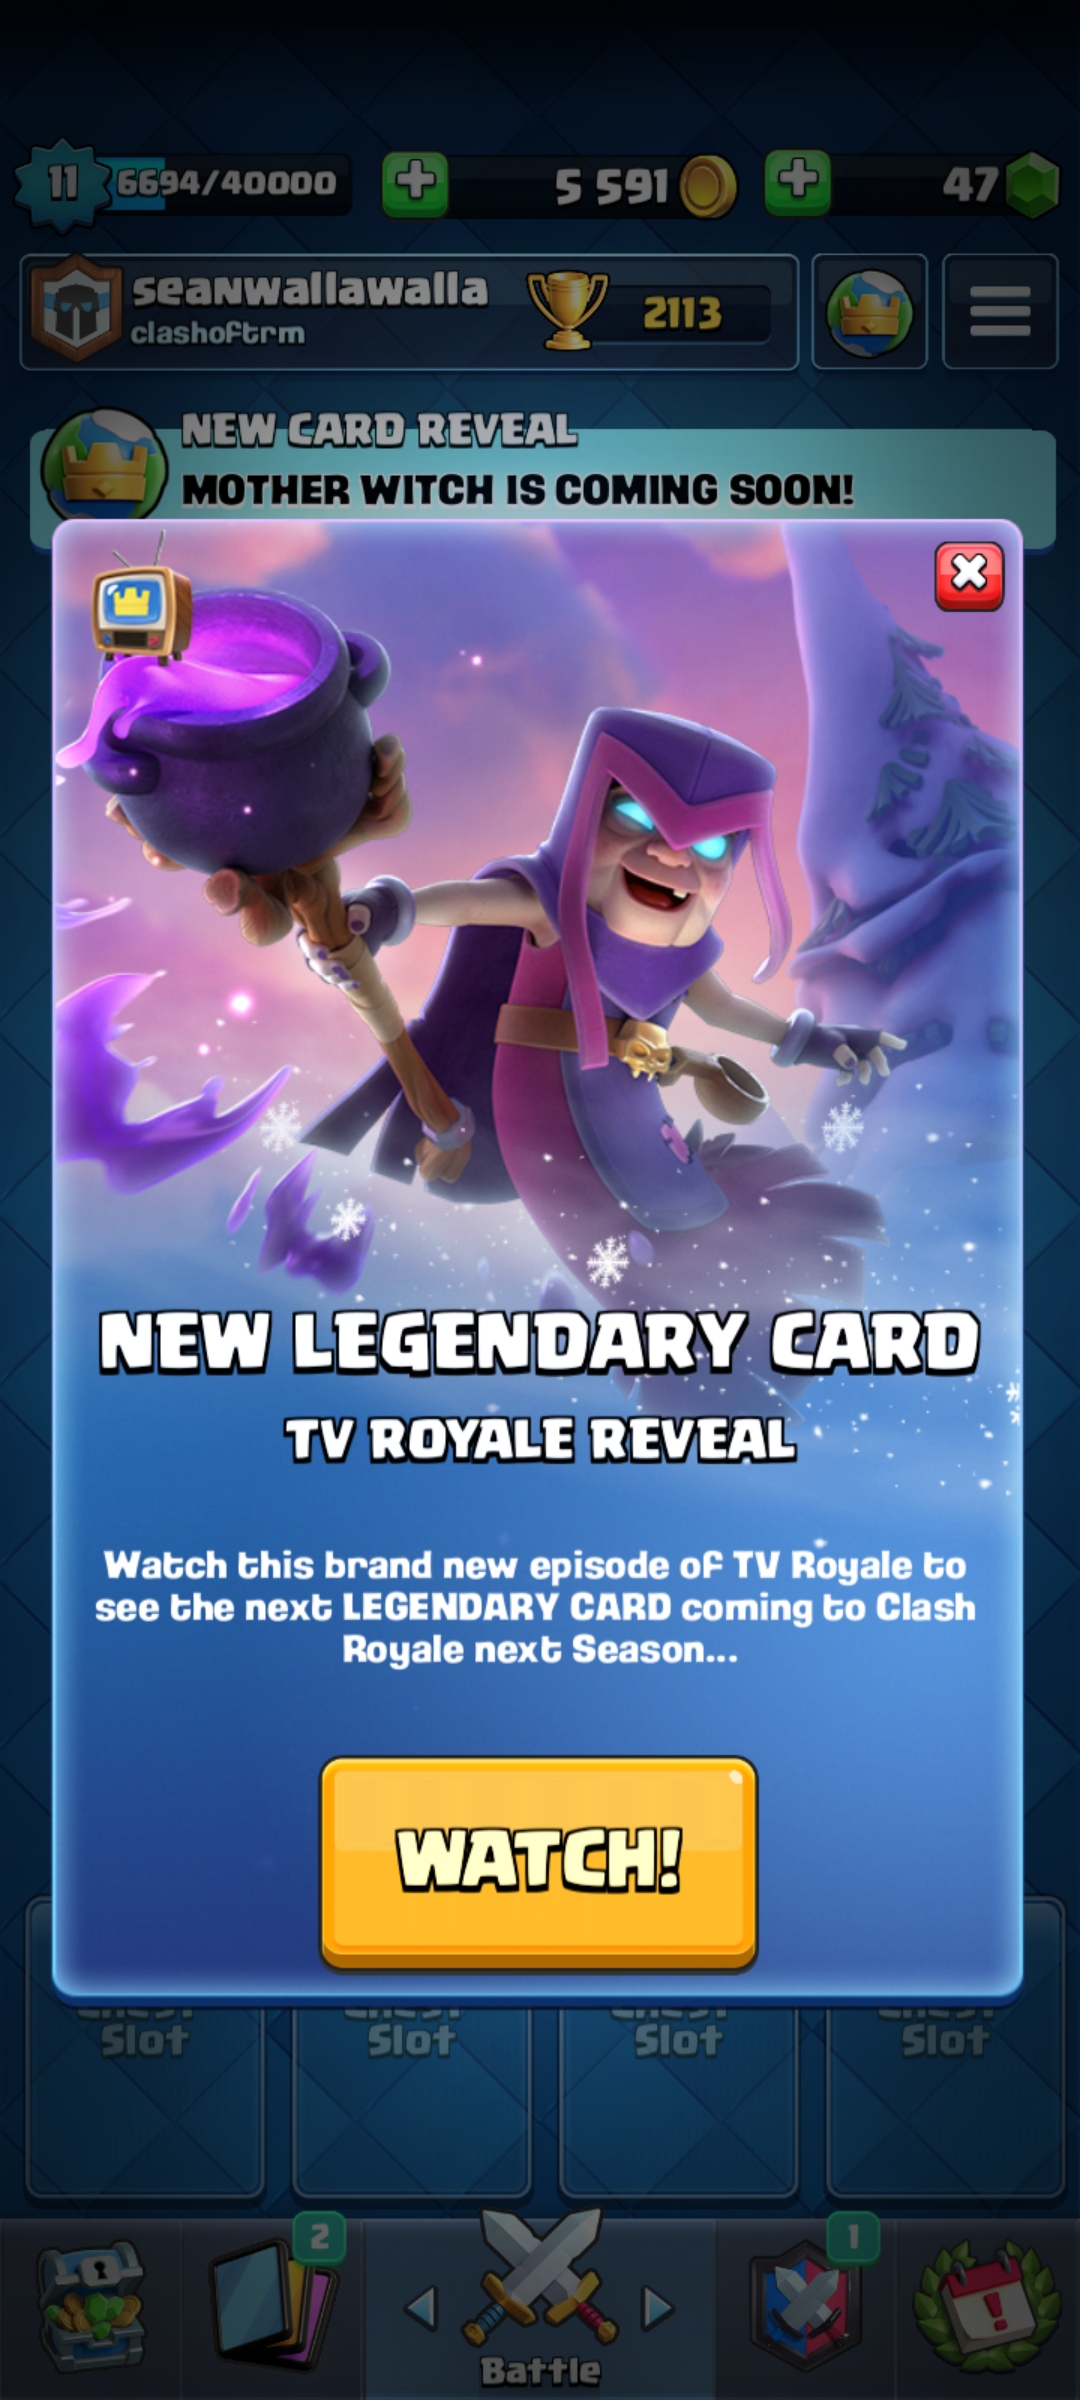 11
6694/40000
5 591
47
seanwallawalla
clashoftrm
2113
NEW CARD REVEAL
MOTHER WITCH IS COMING SOON!
NEW LEGENDARY CARD
TV ROYALE REVEAL
Watch this brand new episode of TV Royale to
see the next LEGENDARY CARD coming to Clash
Royale next Season...
WATCH!
Slot
Slot
Slot
Slot
2
1
Battle